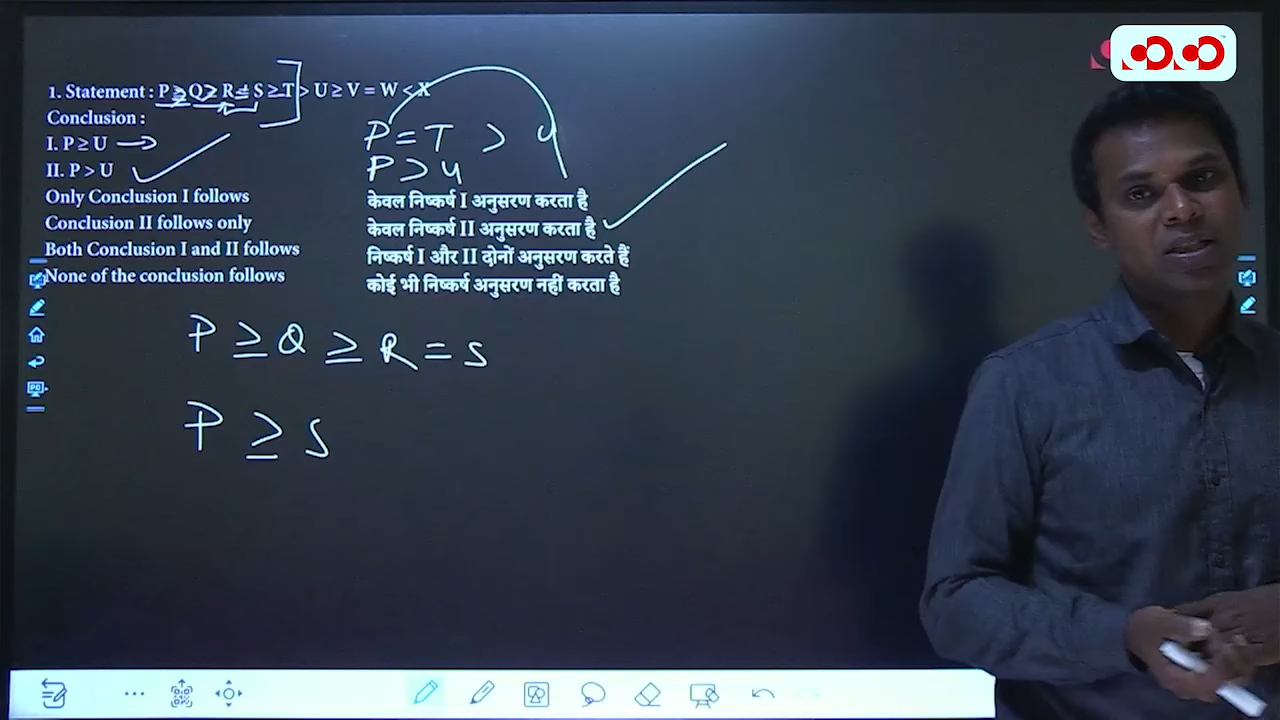 1. Statement : P ≥ Q ≥ R = S ≥ T > U ≥ V = W < X
Conclusion :
I. P ≥ U
II. P > U
Only Conclusion I follows
Conclusion II follows only
Both Conclusion I and II follows
None of the conclusion follows
P = T > U
P > U
केवल निष्कर्ष I अनुसरण करता है
केवल निष्कर्ष II अनुसरण करता है
निष्कर्ष I और II दोनों अनुसरण करते हैं
कोई भी निष्कर्ष अनुसरण नहीं करता है
P ≥ Q ≥ R = S
P ≥ S